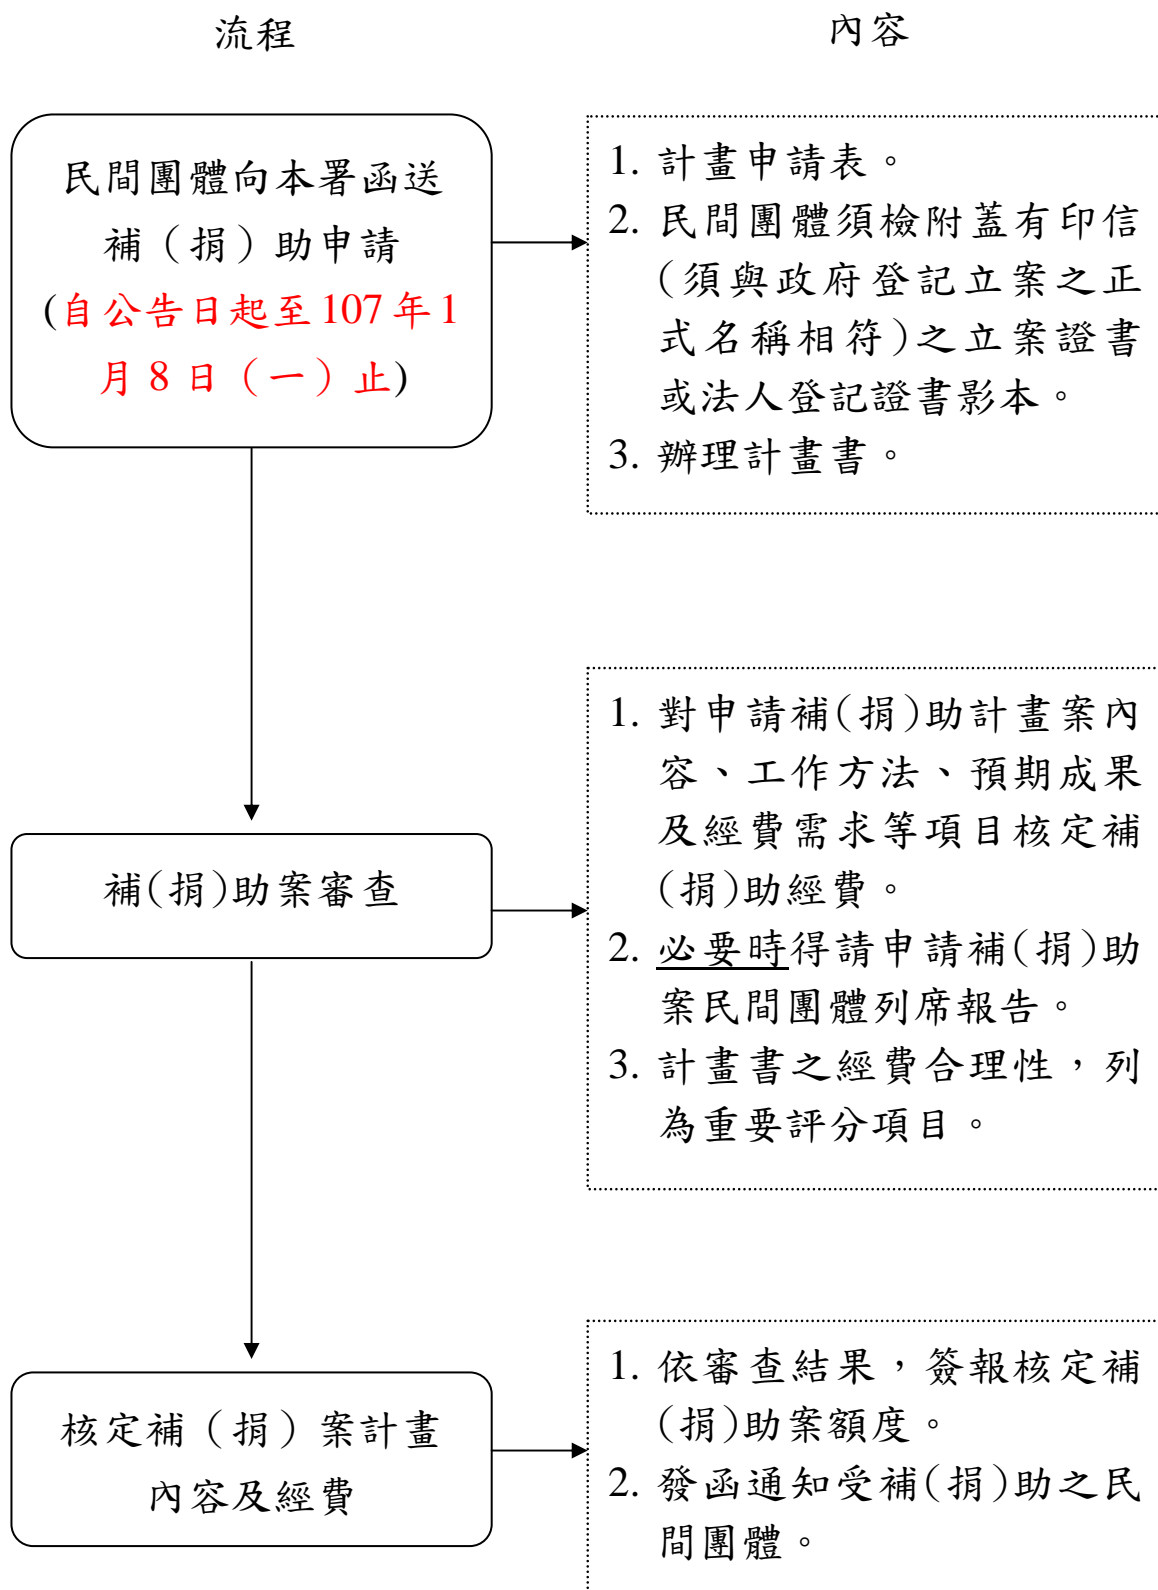 流程
內容
民間團體向本署函送
補（捐）助申請
(自公告日起至 107 年 1
月 8 日（一）止)
1. 計畫申請表。
2. 民間團體須檢附蓋有印信
(須與政府登記立案之正
式名稱相符)之立案證書
或法人登記證書影本。
3. 辦理計畫書。
補(捐)助案審查
1. 對申請補(捐)助計畫案內
容、工作方法、預期成果
及經費需求等項目核定補
(捐)助經費。
2. 必要時得請申請補(捐)助
案民間團體列席報告。
3. 計畫書之經費合理性，列
為重要評分項目。
核定補（捐）案計畫
內容及經費
1. 依審查結果，簽報核定補
(捐)助案額度。
2. 發函通知受補(捐)助之民
間團體。